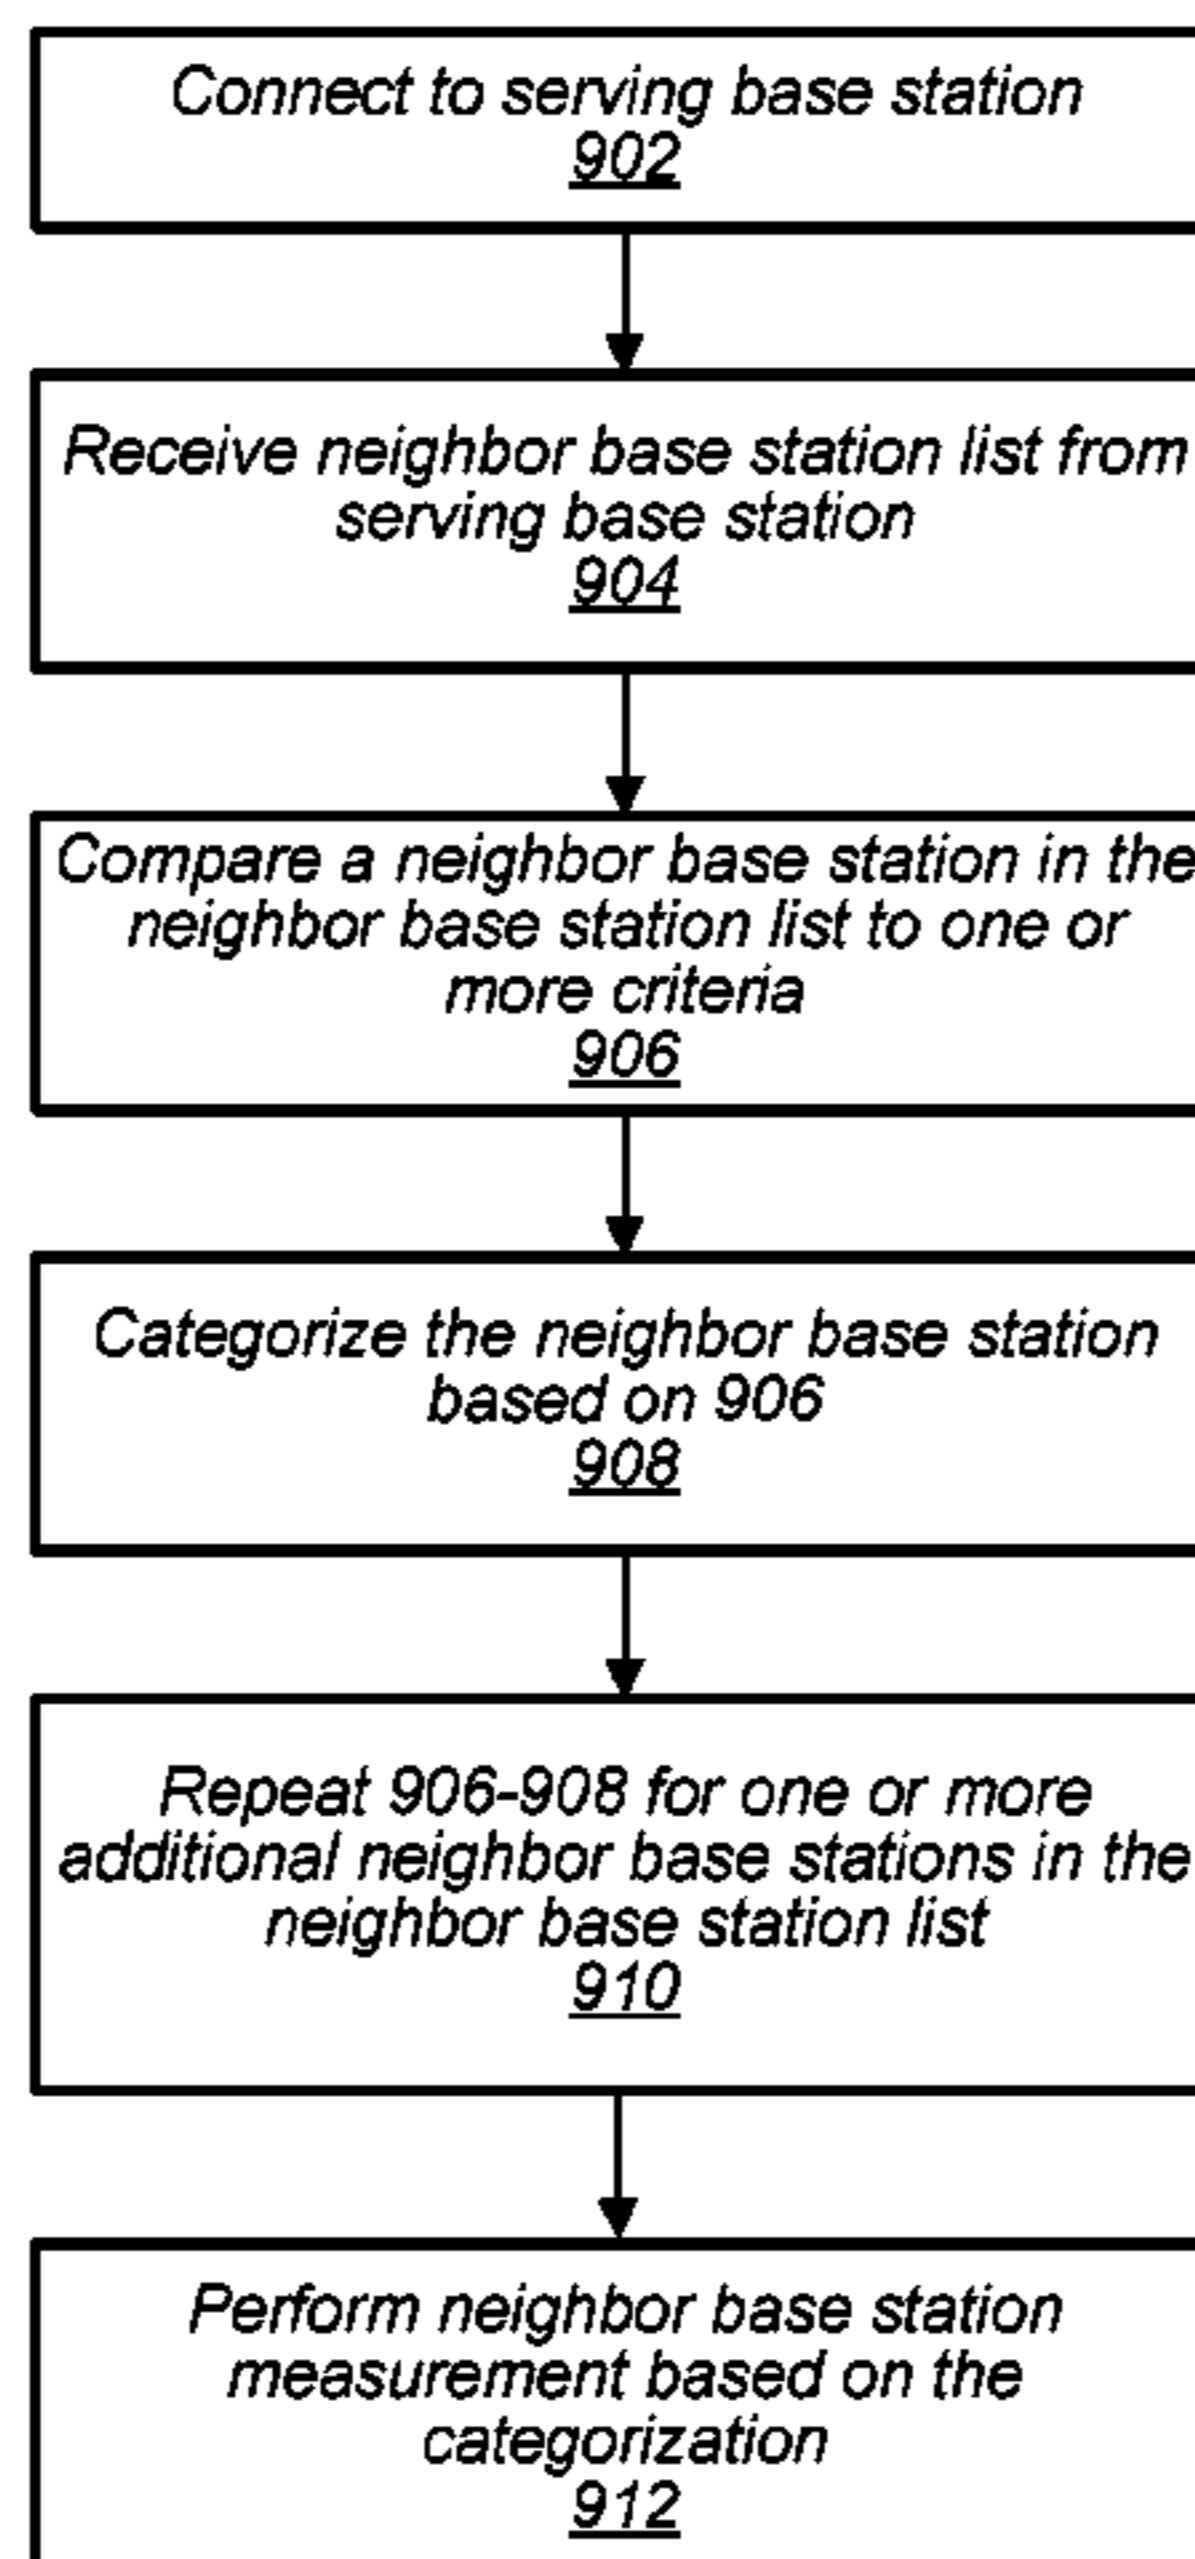 Connect to serving base station
902
Receive neighbor base station list from
serving base station
904
Compare a neighbor base station in the
neighbor base station list to one or
more criteria
906
Categorize the neighbor base station
based on 906
908
Repeat 906-908 for one or more
additional neighbor base stations in the
neighbor base station list
910
Perform neighbor base station
measurement based on the
categorization
912